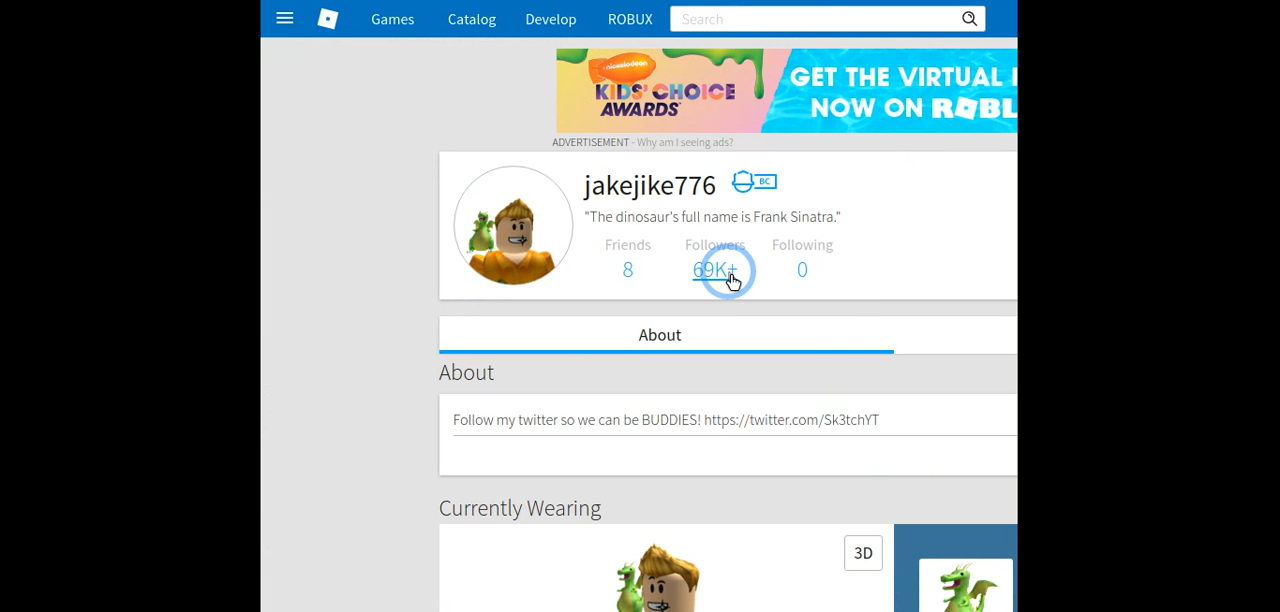 Games Catalog Develop ROBUX Search
nickelodeon
KIDS' CHOICE
AWARDS
GET THE VIRTUAL
NOW ON ROBL
ADVERTISEMENT - Why am I seeing ads?
jakejike776 BC
"The dinosaur's full name is Frank Sinatra."
Friends Followers Following
8 69K+ 0
About
About
Follow my twitter so we can be BUDDIES! https://twitter.com/Sk3tchYT
Currently Wearing
3D